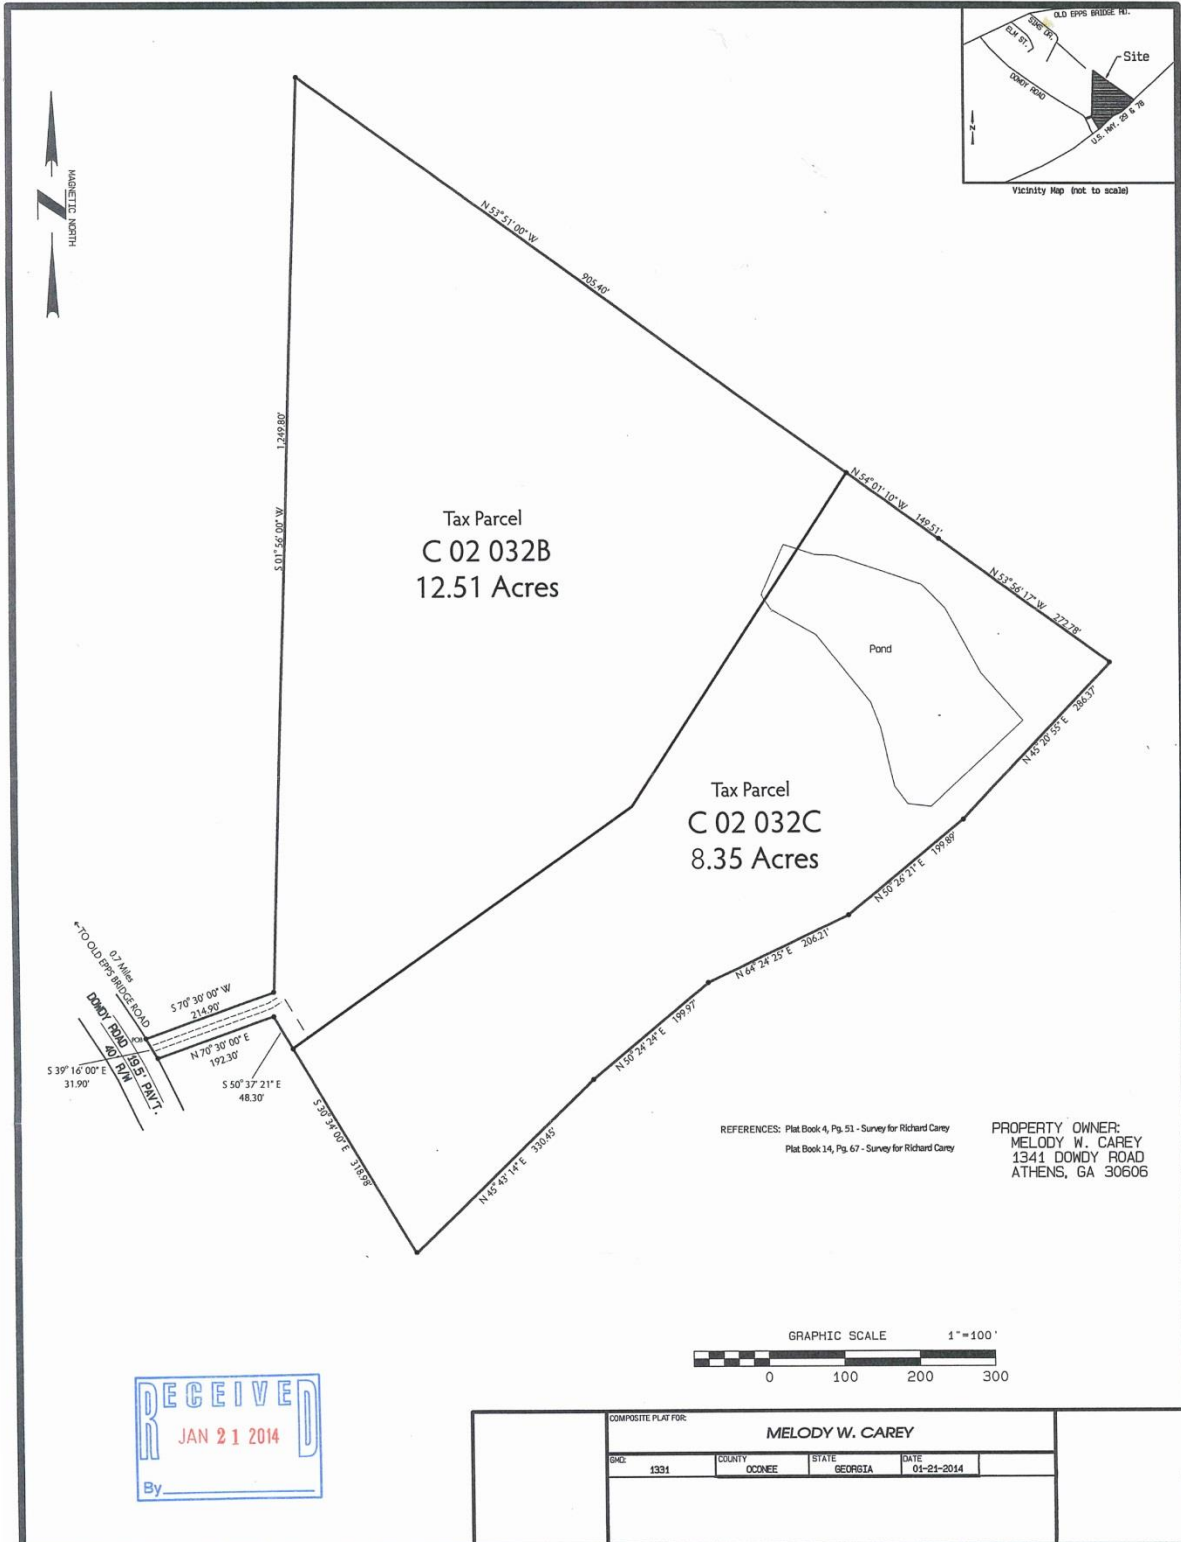 OLD EPPS BRIDGE RD.
SIMS DR.
ELM ST.
Site
DOWDY ROAD
N
U.S. HWY. 29 & 78
Vicinity Map (not to scale)
MAGNETIC NORTH
N 53° 51' 00" W
905.40'
1,249.80'
S 01° 56' 00" W
Tax Parcel
C 02 032B
12.51 Acres
N 54° 01' 10" W 149.51'
N 53° 56' 17" W 272.78'
Pond
N 45° 20' 55" E 286.37'
Tax Parcel
C 02 032C
8.35 Acres
N 50° 26' 21" E 199.89'
N 64° 24' 25" E 206.21'
N 50° 24' 24" E 199.97'
N 45° 43' 14" E 330.45'
←TO OLD EPPS BRIDGE ROAD
0.7 Miles
S 70° 30' 00" W
214.90'
POB
N 70° 30' 00" E
192.30'
DOWDY ROAD 19.5' PAV'T.
40' R/W
S 39° 16' 00" E
31.90'
S 50° 37' 21" E
48.30'
S 30° 34' 00" E 318.98'
REFERENCES: Plat Book 4, Pg. 51 - Survey for Richard Carey
Plat Book 14, Pg. 67 - Survey for Richard Carey
PROPERTY OWNER:
MELODY W. CAREY
1341 DOWDY ROAD
ATHENS, GA 30606
GRAPHIC SCALE 1"=100'
0 100 200 300
RECEIVED
JAN 21 2014
By
COMPOSITE PLAT FOR:
MELODY W. CAREY
GMD: 1331
COUNTY OCONEE
STATE GEORGIA
DATE 01-21-2014